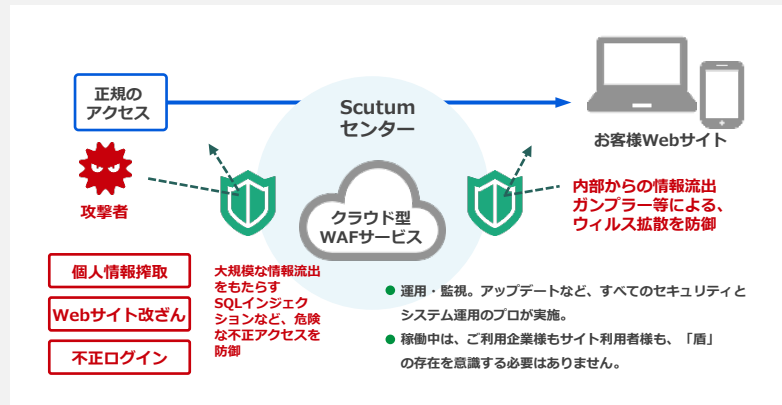 正規の
アクセス
Scutum
センター
お客様Webサイト
攻撃者
クラウド型
WAFサービス
内部からの情報流出
ガンプラー等による、
ウィルス拡散を防御
個人情報搾取
Webサイト改ざん
不正ログイン
大規模な情報流出
をもたらす
SQLインジェク
ションなど、危険
な不正アクセスを
防御
● 運用・監視。アップデートなど、すべてのセキュリティと
システム運用のプロが実施。
● 稼働中は、ご利用企業様もサイト利用者様も、「盾」
の存在を意識する必要はありません。